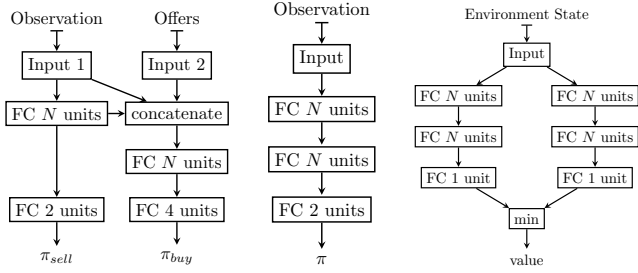 Observation
Offers
Input 1
Input 2
FC N units
concatenate
FC N units
FC 2 units
FC 4 units
π_sell
π_buy
Observation
Input
FC N units
FC N units
FC 2 units
π
Environment State
Input
FC N units
FC N units
FC N units
FC N units
FC 1 unit
FC 1 unit
min
value